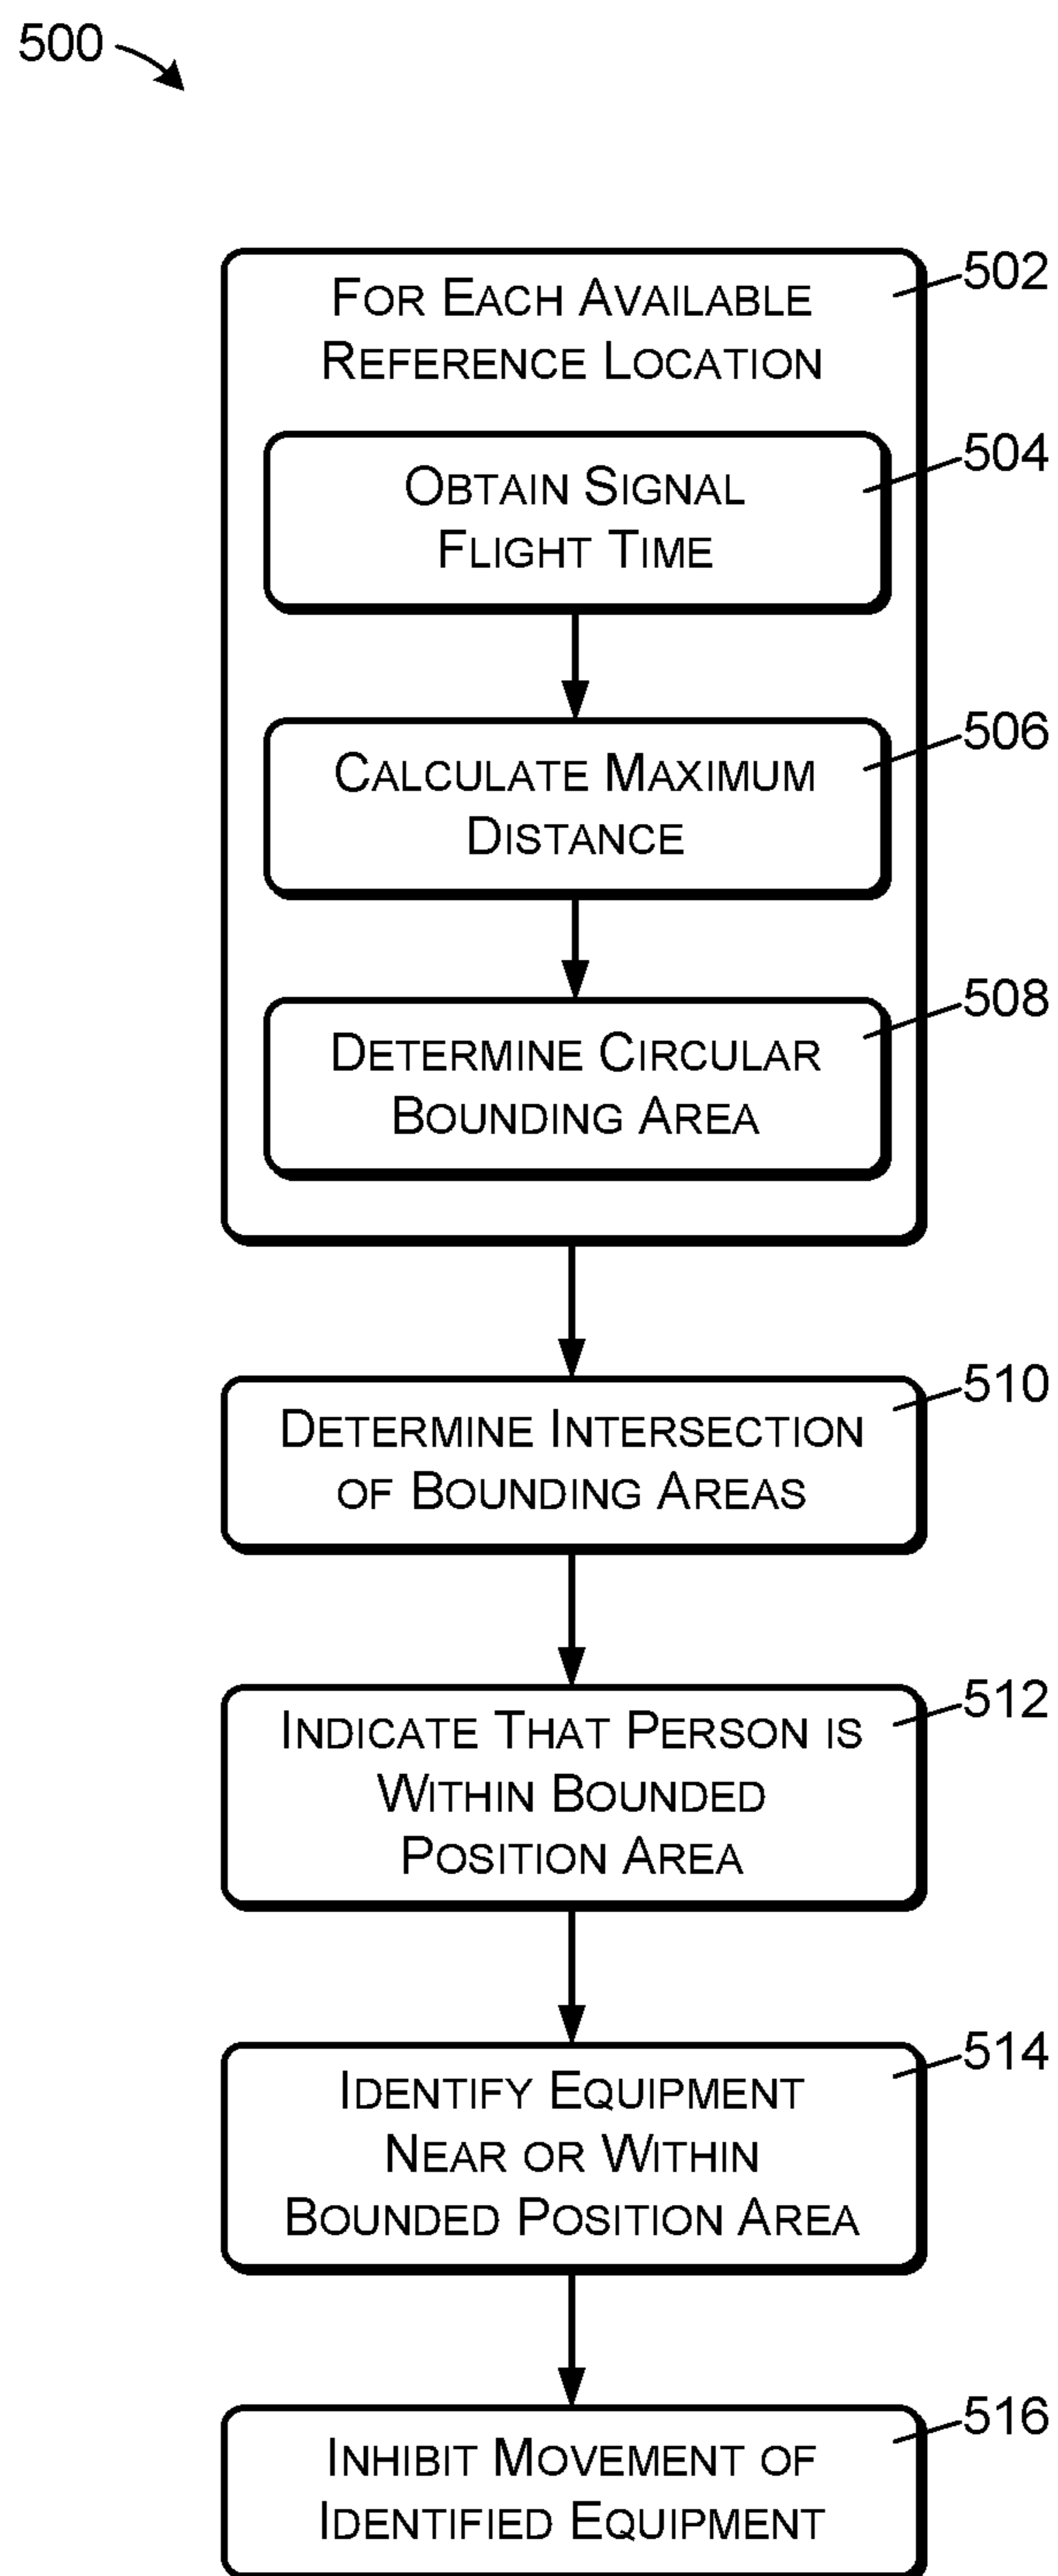 500
FOR EACH AVAILABLE
REFERENCE LOCATION
502
OBTAIN SIGNAL
FLIGHT TIME
504
CALCULATE MAXIMUM
DISTANCE
506
DETERMINE CIRCULAR
BOUNDING AREA
508
DETERMINE INTERSECTION
OF BOUNDING AREAS
510
INDICATE THAT PERSON IS
WITHIN BOUNDED
POSITION AREA
512
IDENTIFY EQUIPMENT
NEAR OR WITHIN
BOUNDED POSITION AREA
514
INHIBIT MOVEMENT OF
IDENTIFIED EQUIPMENT
516